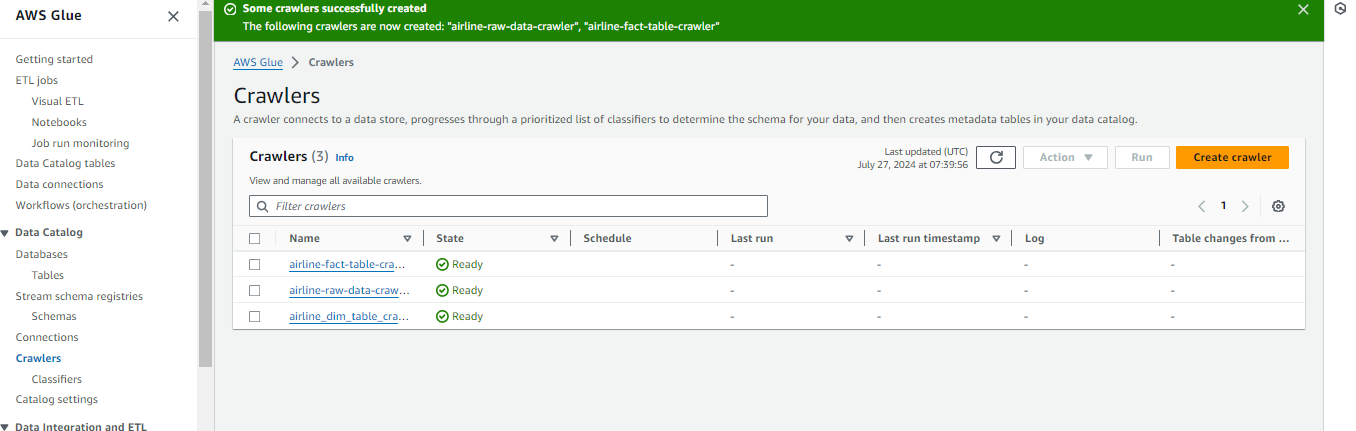 AWS Glue
Getting started
ETL jobs
Visual ETL
Notebooks
Job run monitoring
Data Catalog tables
Data connections
Workflows (orchestration)
Data Catalog
Databases
Tables
Stream schema registries
Schemas
Connections
Crawlers
Classifiers
Catalog settings
Data Integration and ETL
Some crawlers successfully created
The following crawlers are now created: "airline-raw-data-crawler", "airline-fact-table-crawler"
AWS Glue > Crawlers
Crawlers
A crawler connects to a data store, progresses through a prioritized list of classifiers to determine the schema for your data, and then creates metadata tables in your data catalog.
Crawlers (3) Info
Last updated (UTC)
July 27, 2024 at 07:39:56
Action
Run
Create crawler
View and manage all available crawlers.
Filter crawlers
1
Name State Schedule Last run Last run timestamp Log Table changes from ...
airline-fact-table-cra... Ready - - - -
airline-raw-data-craw... Ready - - - -
airline_dim_table_cra... Ready - - - -